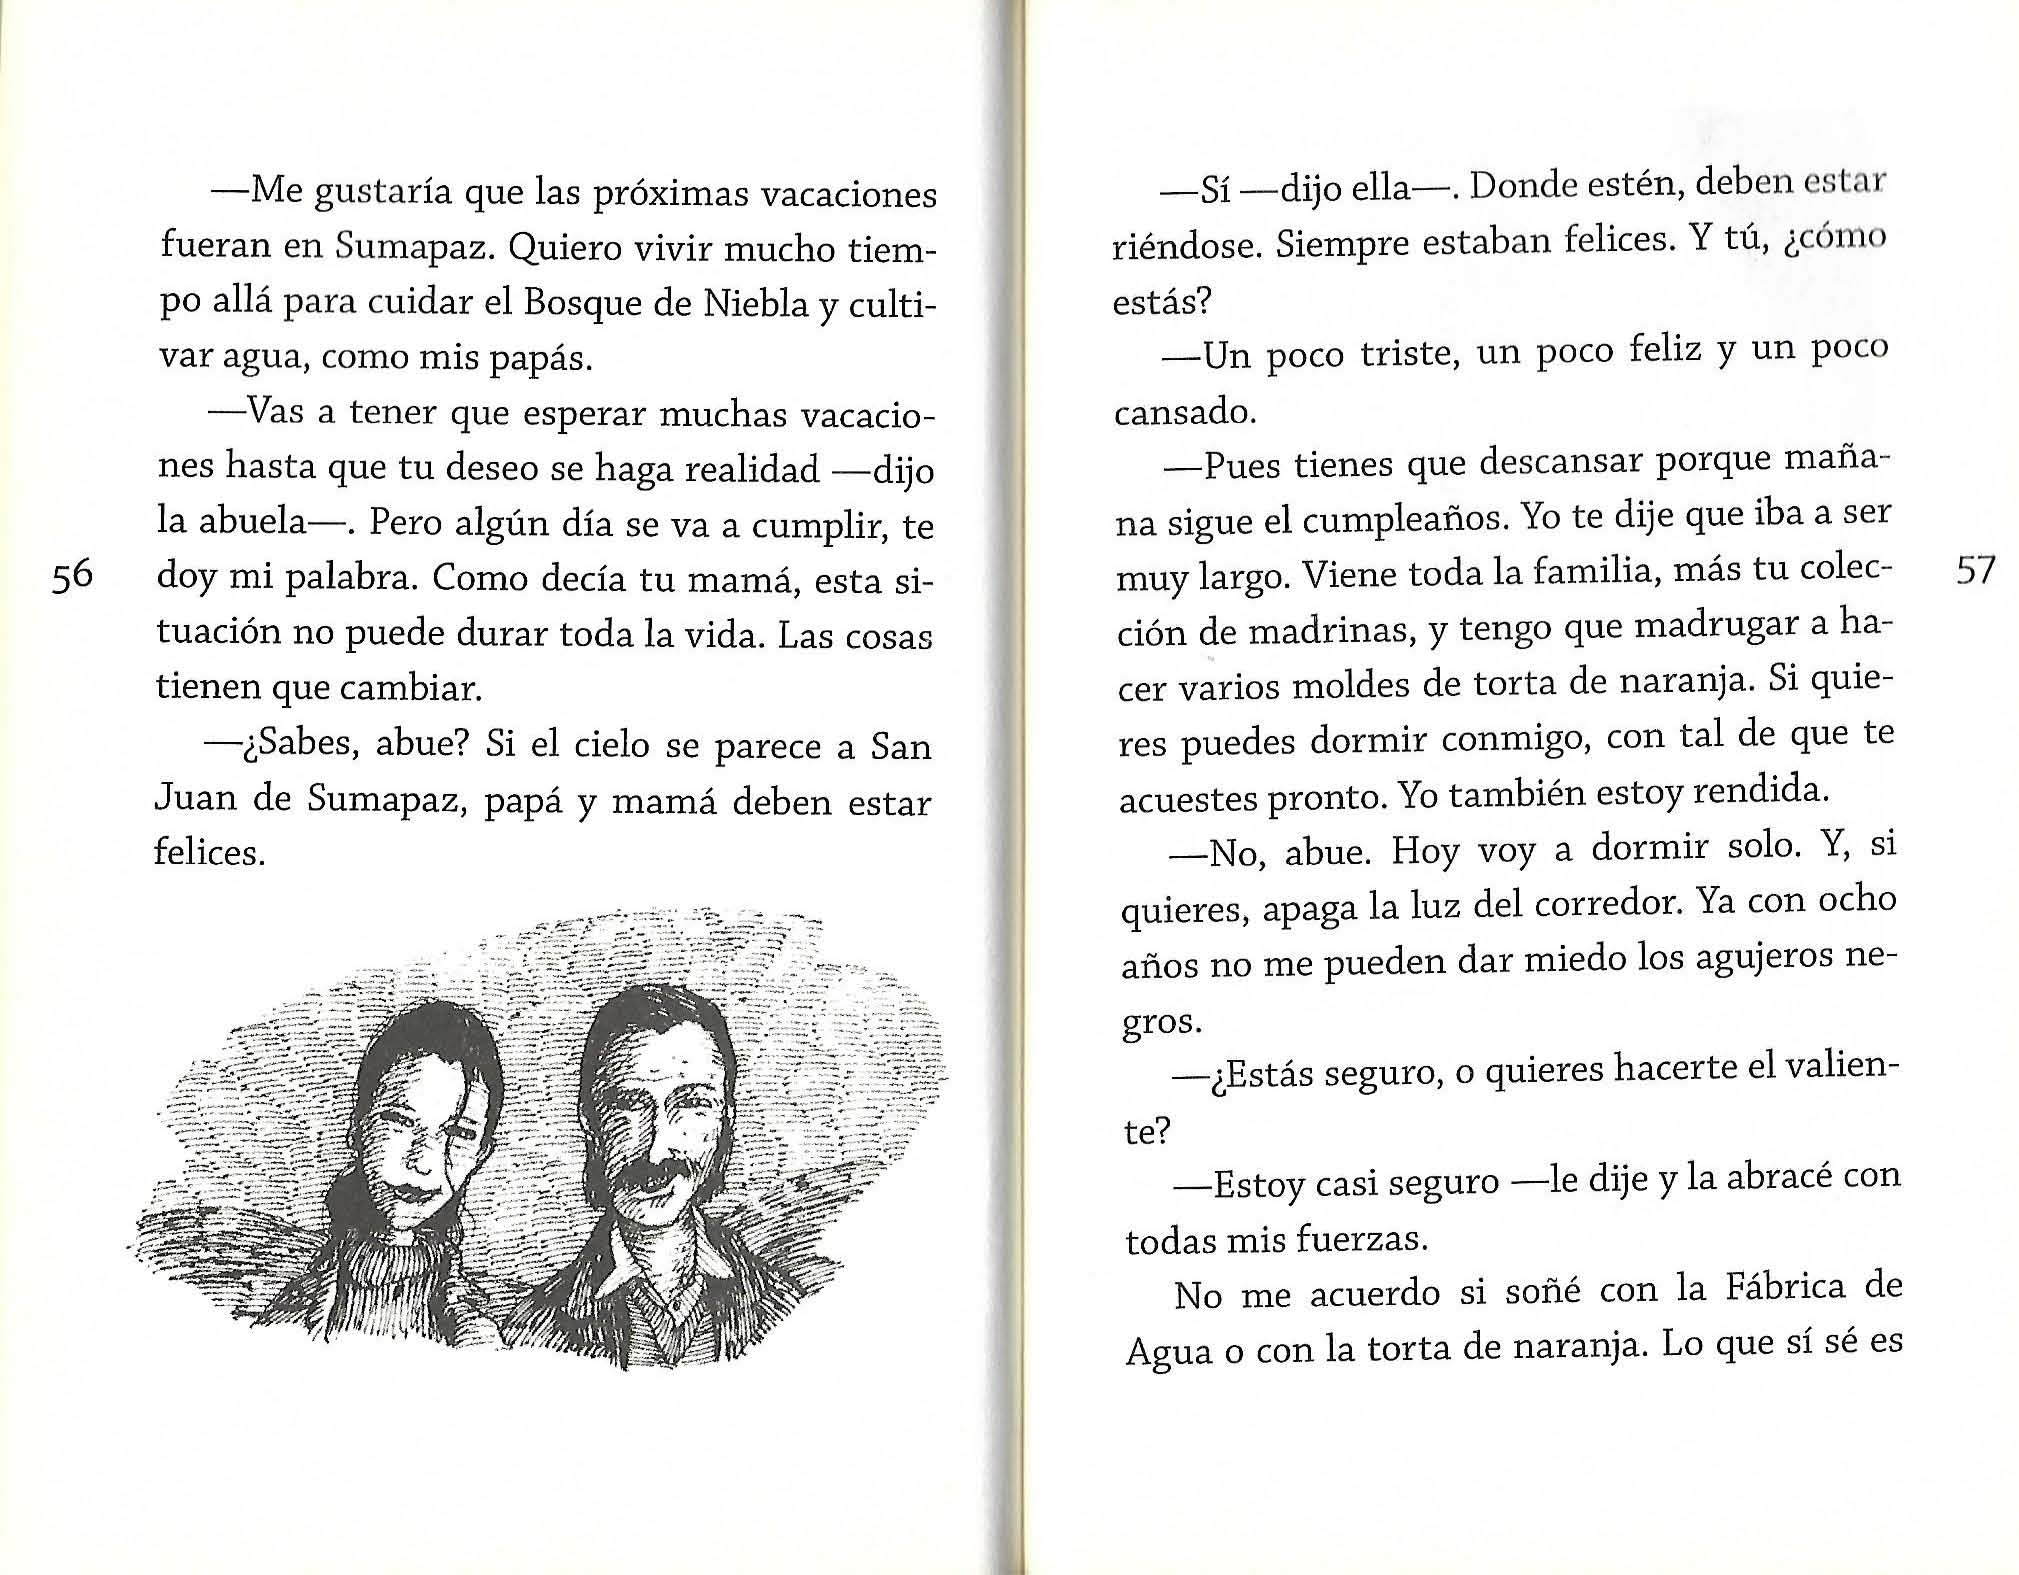 —Me gustaría que las próximas vacaciones
fueran en Sumapaz. Quiero vivir mucho tiem-
po allá para cuidar el Bosque de Niebla y culti-
var agua, como mis papás.
—Vas a tener que esperar muchas vacacio-
nes hasta que tu deseo se haga realidad —dijo
la abuela—. Pero algún día se va a cumplir, te
doy mi palabra. Como decía tu mamá, esta si-
tuación no puede durar toda la vida. Las cosas
tienen que cambiar.
—¿Sabes, abue? Si el cielo se parece a San
Juan de Sumapaz, papá y mamá deben estar
felices.
56
—Sí —dijo ella—. Donde estén, deben estar
riéndose. Siempre estaban felices. Y tú, ¿cómo
estás?
—Un poco triste, un poco feliz y un poco
cansado.
—Pues tienes que descansar porque maña-
na sigue el cumpleaños. Yo te dije que iba a ser
muy largo. Viene toda la familia, más tu colec-
ción de madrinas, y tengo que madrugar a ha-
cer varios moldes de torta de naranja. Si quie-
res puedes dormir conmigo, con tal de que te
acuestes pronto. Yo también estoy rendida.
—No, abue. Hoy voy a dormir solo. Y, si
quieres, apaga la luz del corredor. Ya con ocho
años no me pueden dar miedo los agujeros ne-
gros.
—¿Estás seguro, o quieres hacerte el valien-
te?
—Estoy casi seguro —le dije y la abracé con
todas mis fuerzas.
No me acuerdo si soñé con la Fábrica de
Agua o con la torta de naranja. Lo que sí sé es
57